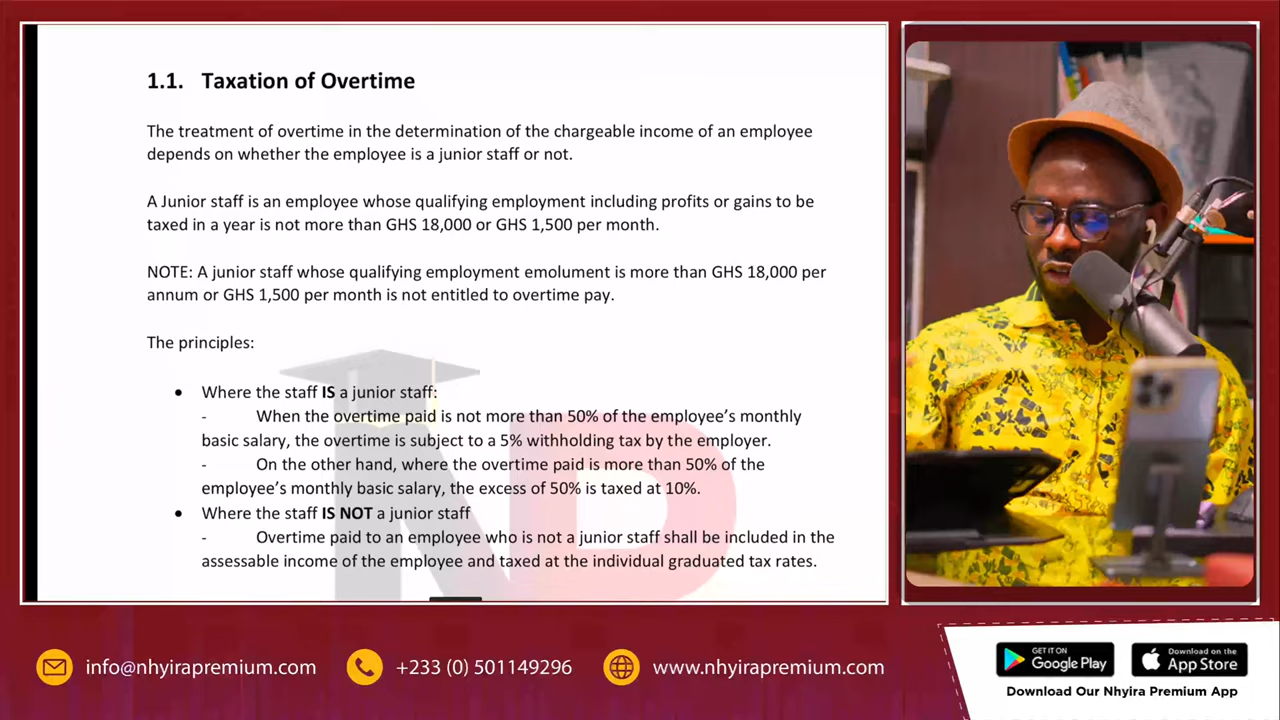 1.1. Taxation of Overtime
The treatment of overtime in the determination of the chargeable income of an employee
depends on whether the employee is a junior staff or not.
A Junior staff is an employee whose qualifying employment including profits or gains to be
taxed in a year is not more than GHS 18,000 or GHS 1,500 per month.
NOTE: A junior staff whose qualifying employment emolument is more than GHS 18,000 per
annum or GHS 1,500 per month is not entitled to overtime pay.
The principles:
• Where the staff IS a junior staff:
- When the overtime paid is not more than 50% of the employee's monthly
basic salary, the overtime is subject to a 5% withholding tax by the employer.
- On the other hand, where the overtime paid is more than 50% of the
employee's monthly basic salary, the excess of 50% is taxed at 10%.
• Where the staff IS NOT a junior staff
- Overtime paid to an employee who is not a junior staff shall be included in the
assessable income of the employee and taxed at the individual graduated tax rates.
ND
info@nhyirapremium.com
+233 (0) 501149296
www.nhyirapremium.com
GET IT ON
Google Play
Download on the
App Store
Download Our Nhyira Premium App